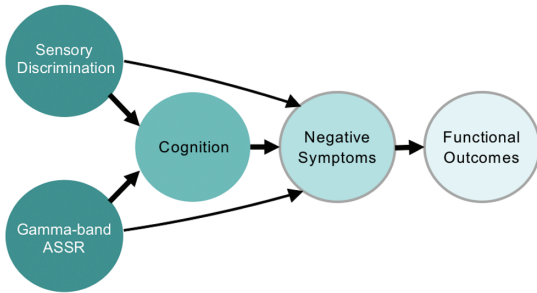 Sensory
Discrimination
Cognition
Negative
Symptoms
Functional
Outcomes
Gamma-band
ASSR